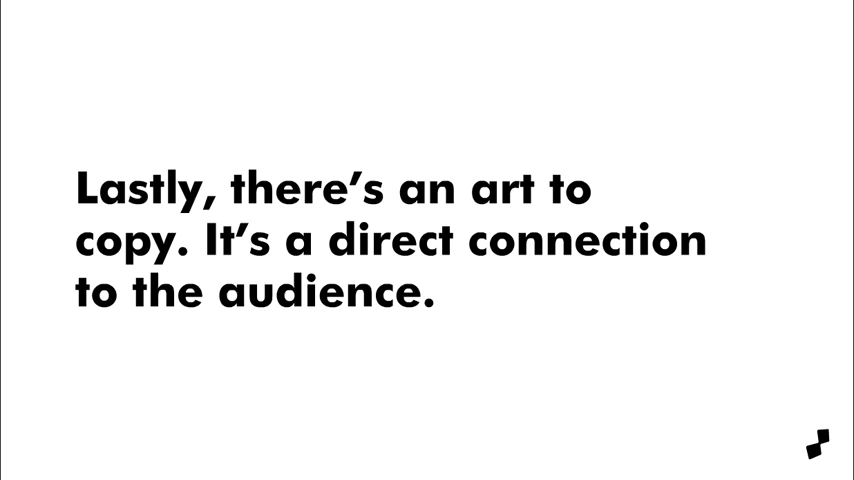 Lastly, there’s an art to
copy. It’s a direct connection
to the audience.